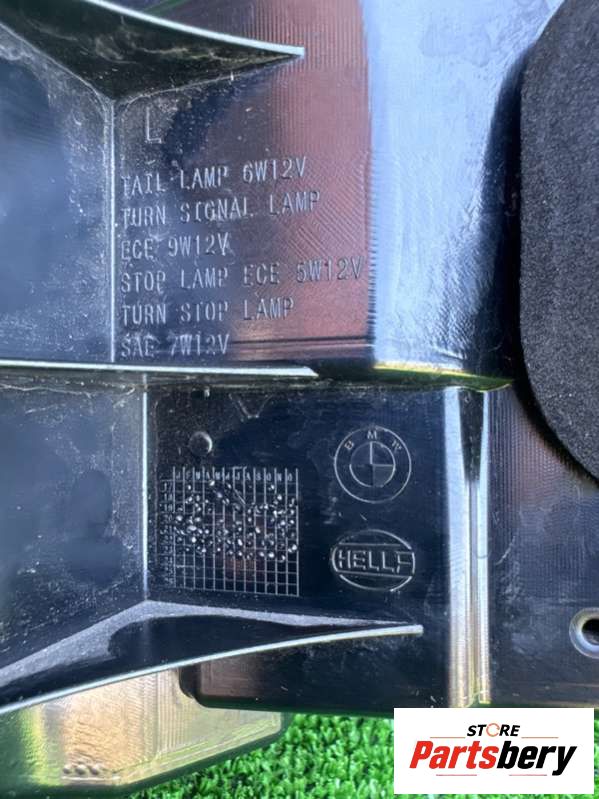 L
TAIL LAMP 6W12V
TURN SIGNAL LAMP
ECE 9W12V
STOP LAMP ECE 5W12V
TURN STOP LAMP
SAE 7W12V
J F M A M J J A S O N D
BMW
HELLA
STORE
Partsbery